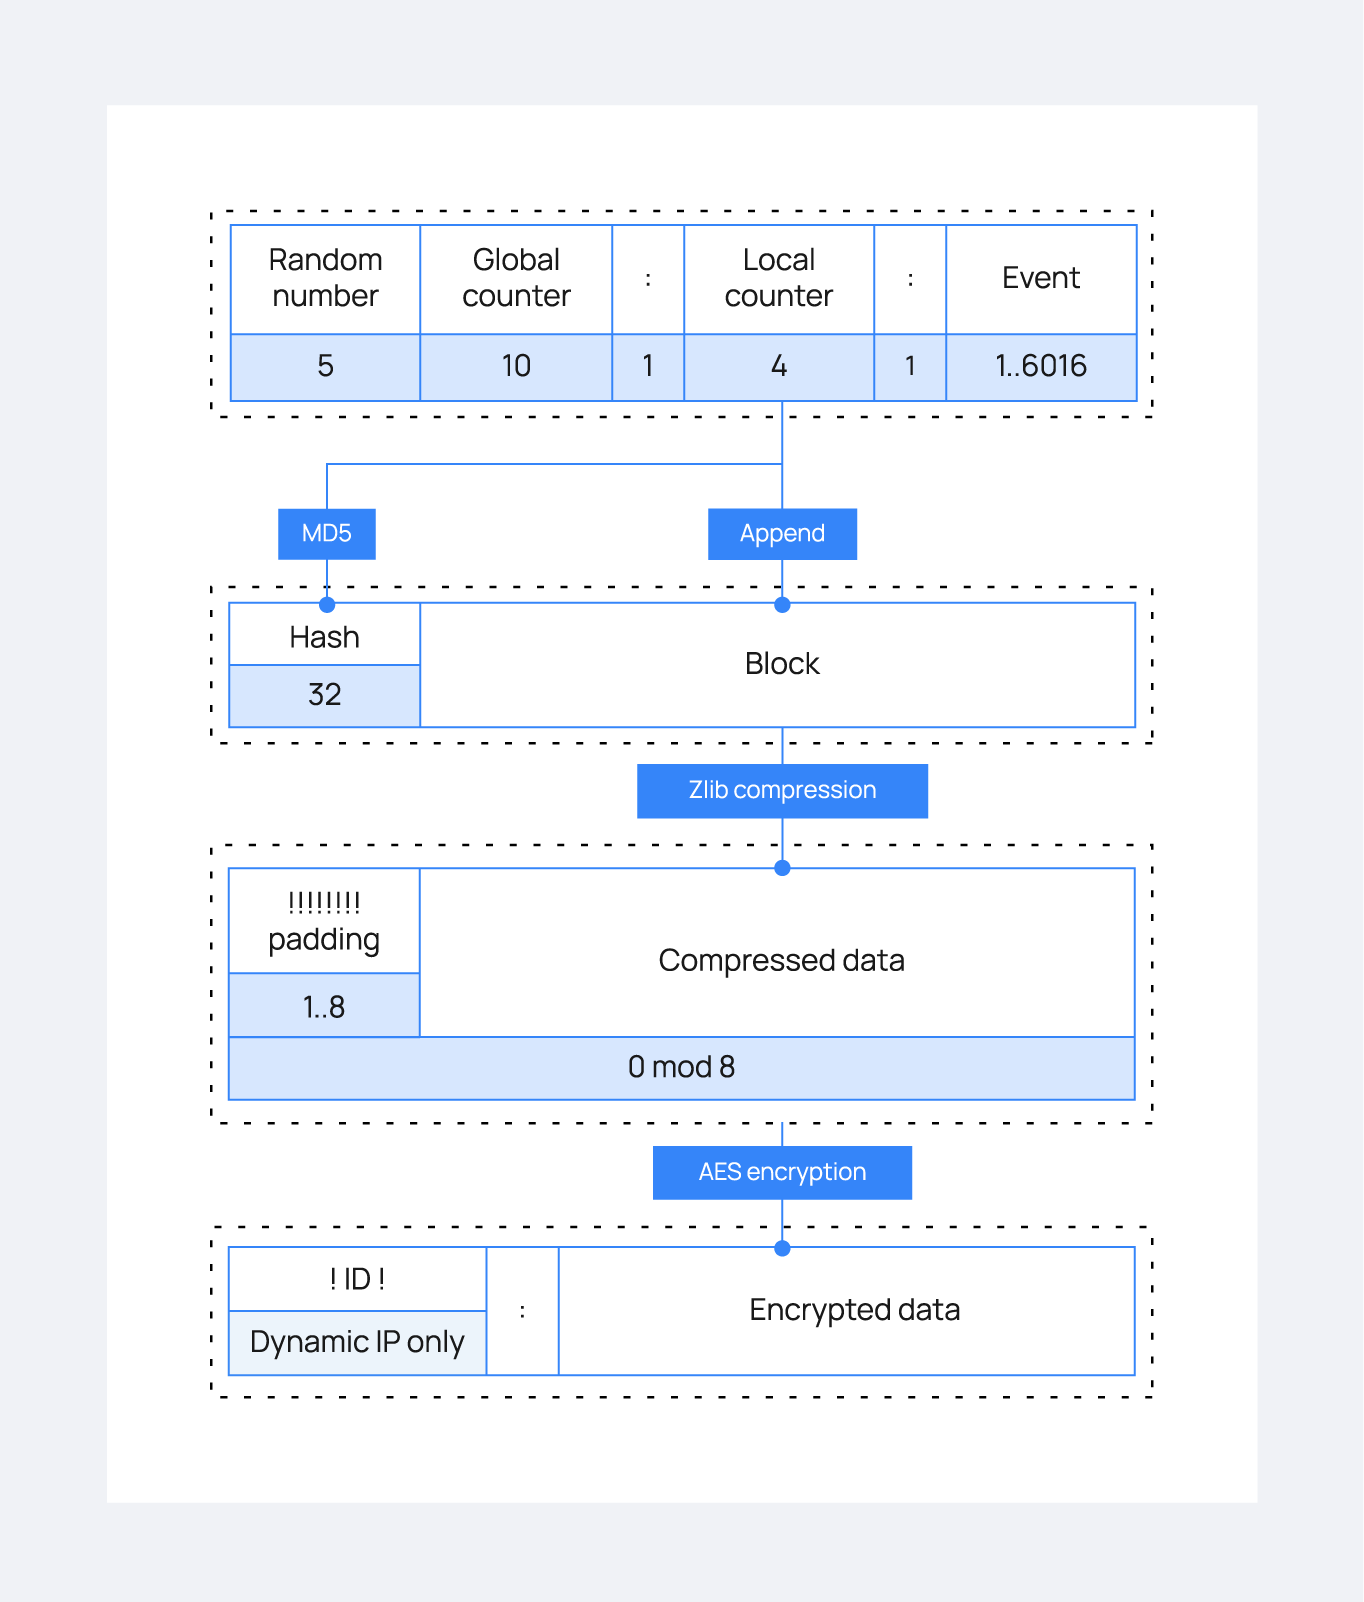 Random
number
Global
counter
:
Local
counter
:
Event
5
10
1
4
1
1..6016
MD5
Append
Hash
32
Block
Zlib compression
!!!!!!!!
padding
1..8
Compressed data
0 mod 8
AES encryption
! ID !
Dynamic IP only
:
Encrypted data